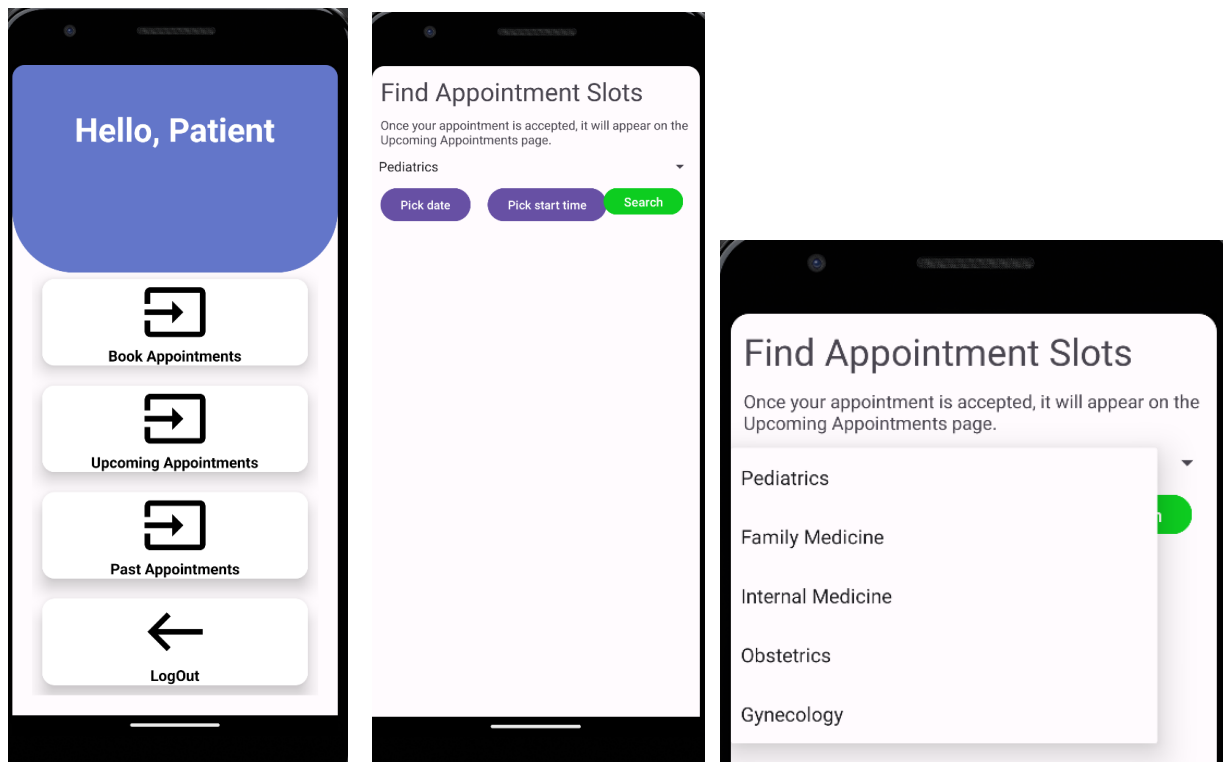 Hello, Patient
Book Appointments
Upcoming Appointments
Past Appointments
LogOut
Find Appointment Slots
Once your appointment is accepted, it will appear on the
Upcoming Appointments page.
Pediatrics
Pick date
Pick start time
Search
Find Appointment Slots
Once your appointment is accepted, it will appear on the
Upcoming Appointments page.
Pediatrics
Family Medicine
Internal Medicine
Obstetrics
Gynecology